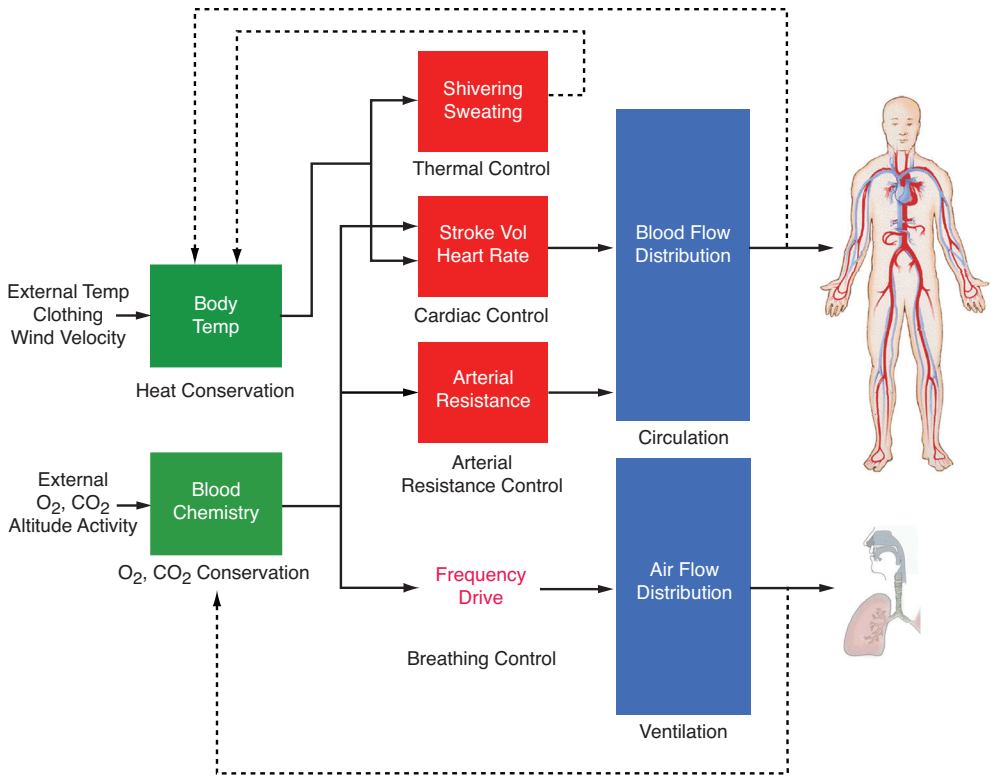 Shivering
Sweating
Thermal Control
Stroke Vol
Heart Rate
Cardiac Control
Blood Flow
Distribution
External Temp
Clothing
Wind Velocity
Body
Temp
Heat Conservation
Arterial
Resistance
Arterial
Resistance Control
Circulation
External
O₂, CO₂
Altitude Activity
Blood
Chemistry
O₂, CO₂ Conservation
Frequency
Drive
Breathing Control
Air Flow
Distribution
Ventilation